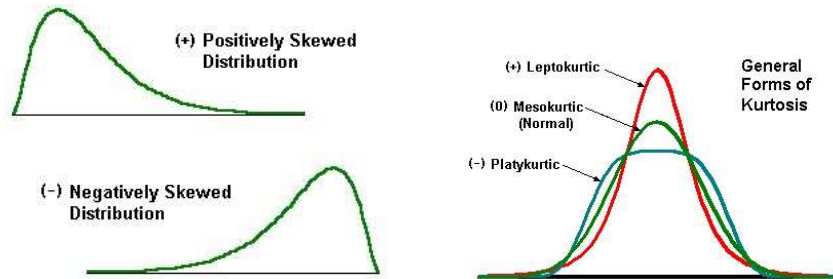 (+) Positively Skewed
Distribution
(-) Negatively Skewed
Distribution
(+) Leptokurtic
General
Forms of
Kurtosis
(0) Mesokurtic
(Normal)
(-) Platykurtic